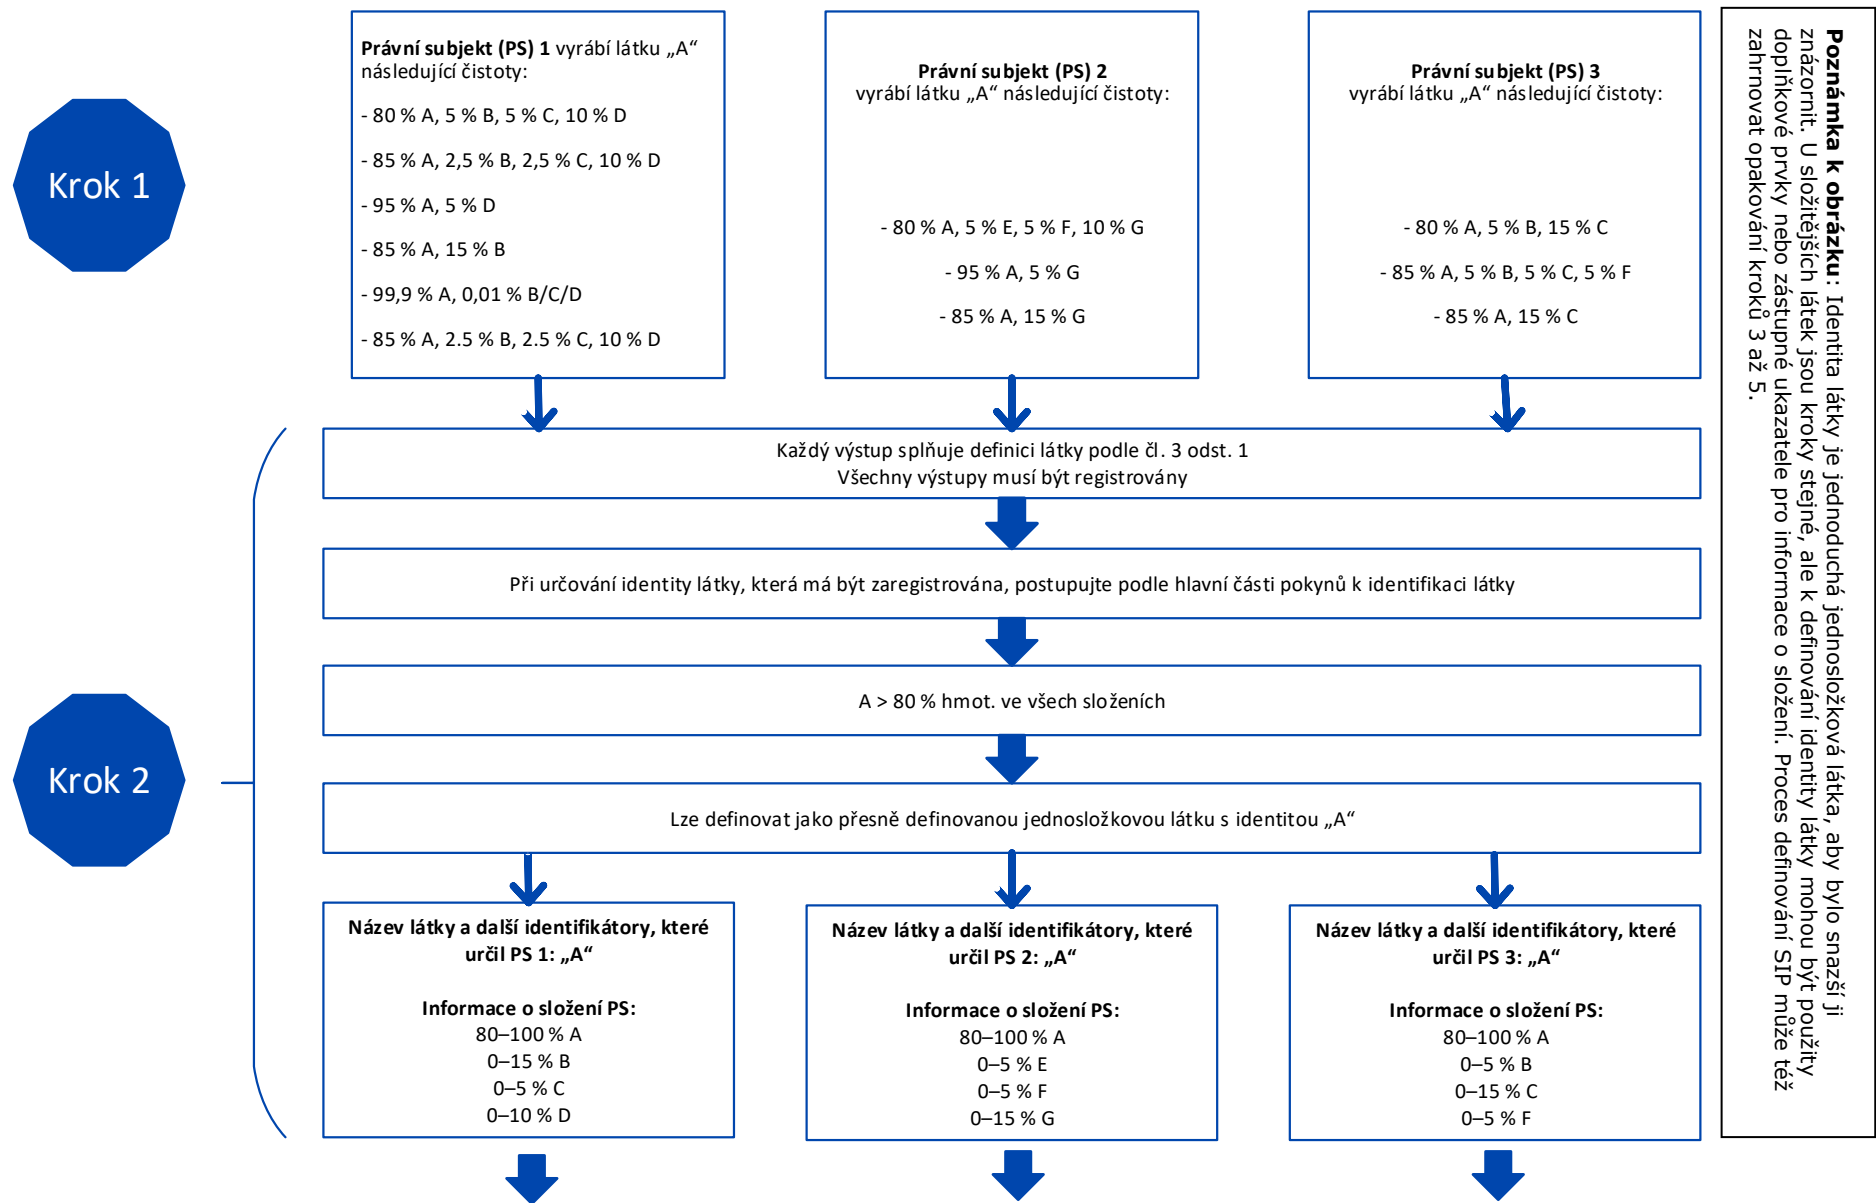 Krok 1
Právní subjekt (PS) 1 vyrábí látku „A“
následující čistoty:
- 80 % A, 5 % B, 5 % C, 10 % D
- 85 % A, 2,5 % B, 2,5 % C, 10 % D
- 95 % A, 5 % D
- 85 % A, 15 % B
- 99,9 % A, 0,01 % B/C/D
- 85 % A, 2.5 % B, 2.5 % C, 10 % D
Právní subjekt (PS) 2
vyrábí látku „A“ následující čistoty:
- 80 % A, 5 % E, 5 % F, 10 % G
- 95 % A, 5 % G
- 85 % A, 15 % G
Právní subjekt (PS) 3
vyrábí látku „A“ následující čistoty:
- 80 % A, 5 % B, 15 % C
- 85 % A, 5 % B, 5 % C, 5 % F
- 85 % A, 15 % C
Krok 2
Každý výstup splňuje definici látky podle čl. 3 odst. 1
Všechny výstupy musí být registrovány
Při určování identity látky, která má být zaregistrována, postupujte podle hlavní části pokynů k identifikaci látky
A > 80 % hmot. ve všech složeních
Lze definovat jako přesně definovanou jednosložkovou látku s identitou „A“
Název látky a další identifikátory, které
určil PS 1: „A“
Informace o složení PS:
80–100 % A
0–15 % B
0–5 % C
0–10 % D
Název látky a další identifikátory, které
určil PS 2: „A“
Informace o složení PS:
80–100 % A
0–5 % E
0–5 % F
0–15 % G
Název látky a další identifikátory, které
určil PS 3: „A“
Informace o složení PS:
80–100 % A
0–5 % B
0–15 % C
0–5 % F
Poznámka k obrázku: Identita látky je jednoduchá jednosložková látka, aby bylo snazší ji
znázornit. U složitějších látek jsou kroky stejné, ale k definování identity látky mohou být použity
doplňkové prvky nebo zástupné ukazatele pro informace o složení. Proces definování SIP může též
zahrnovat opakování kroků 3 až 5.